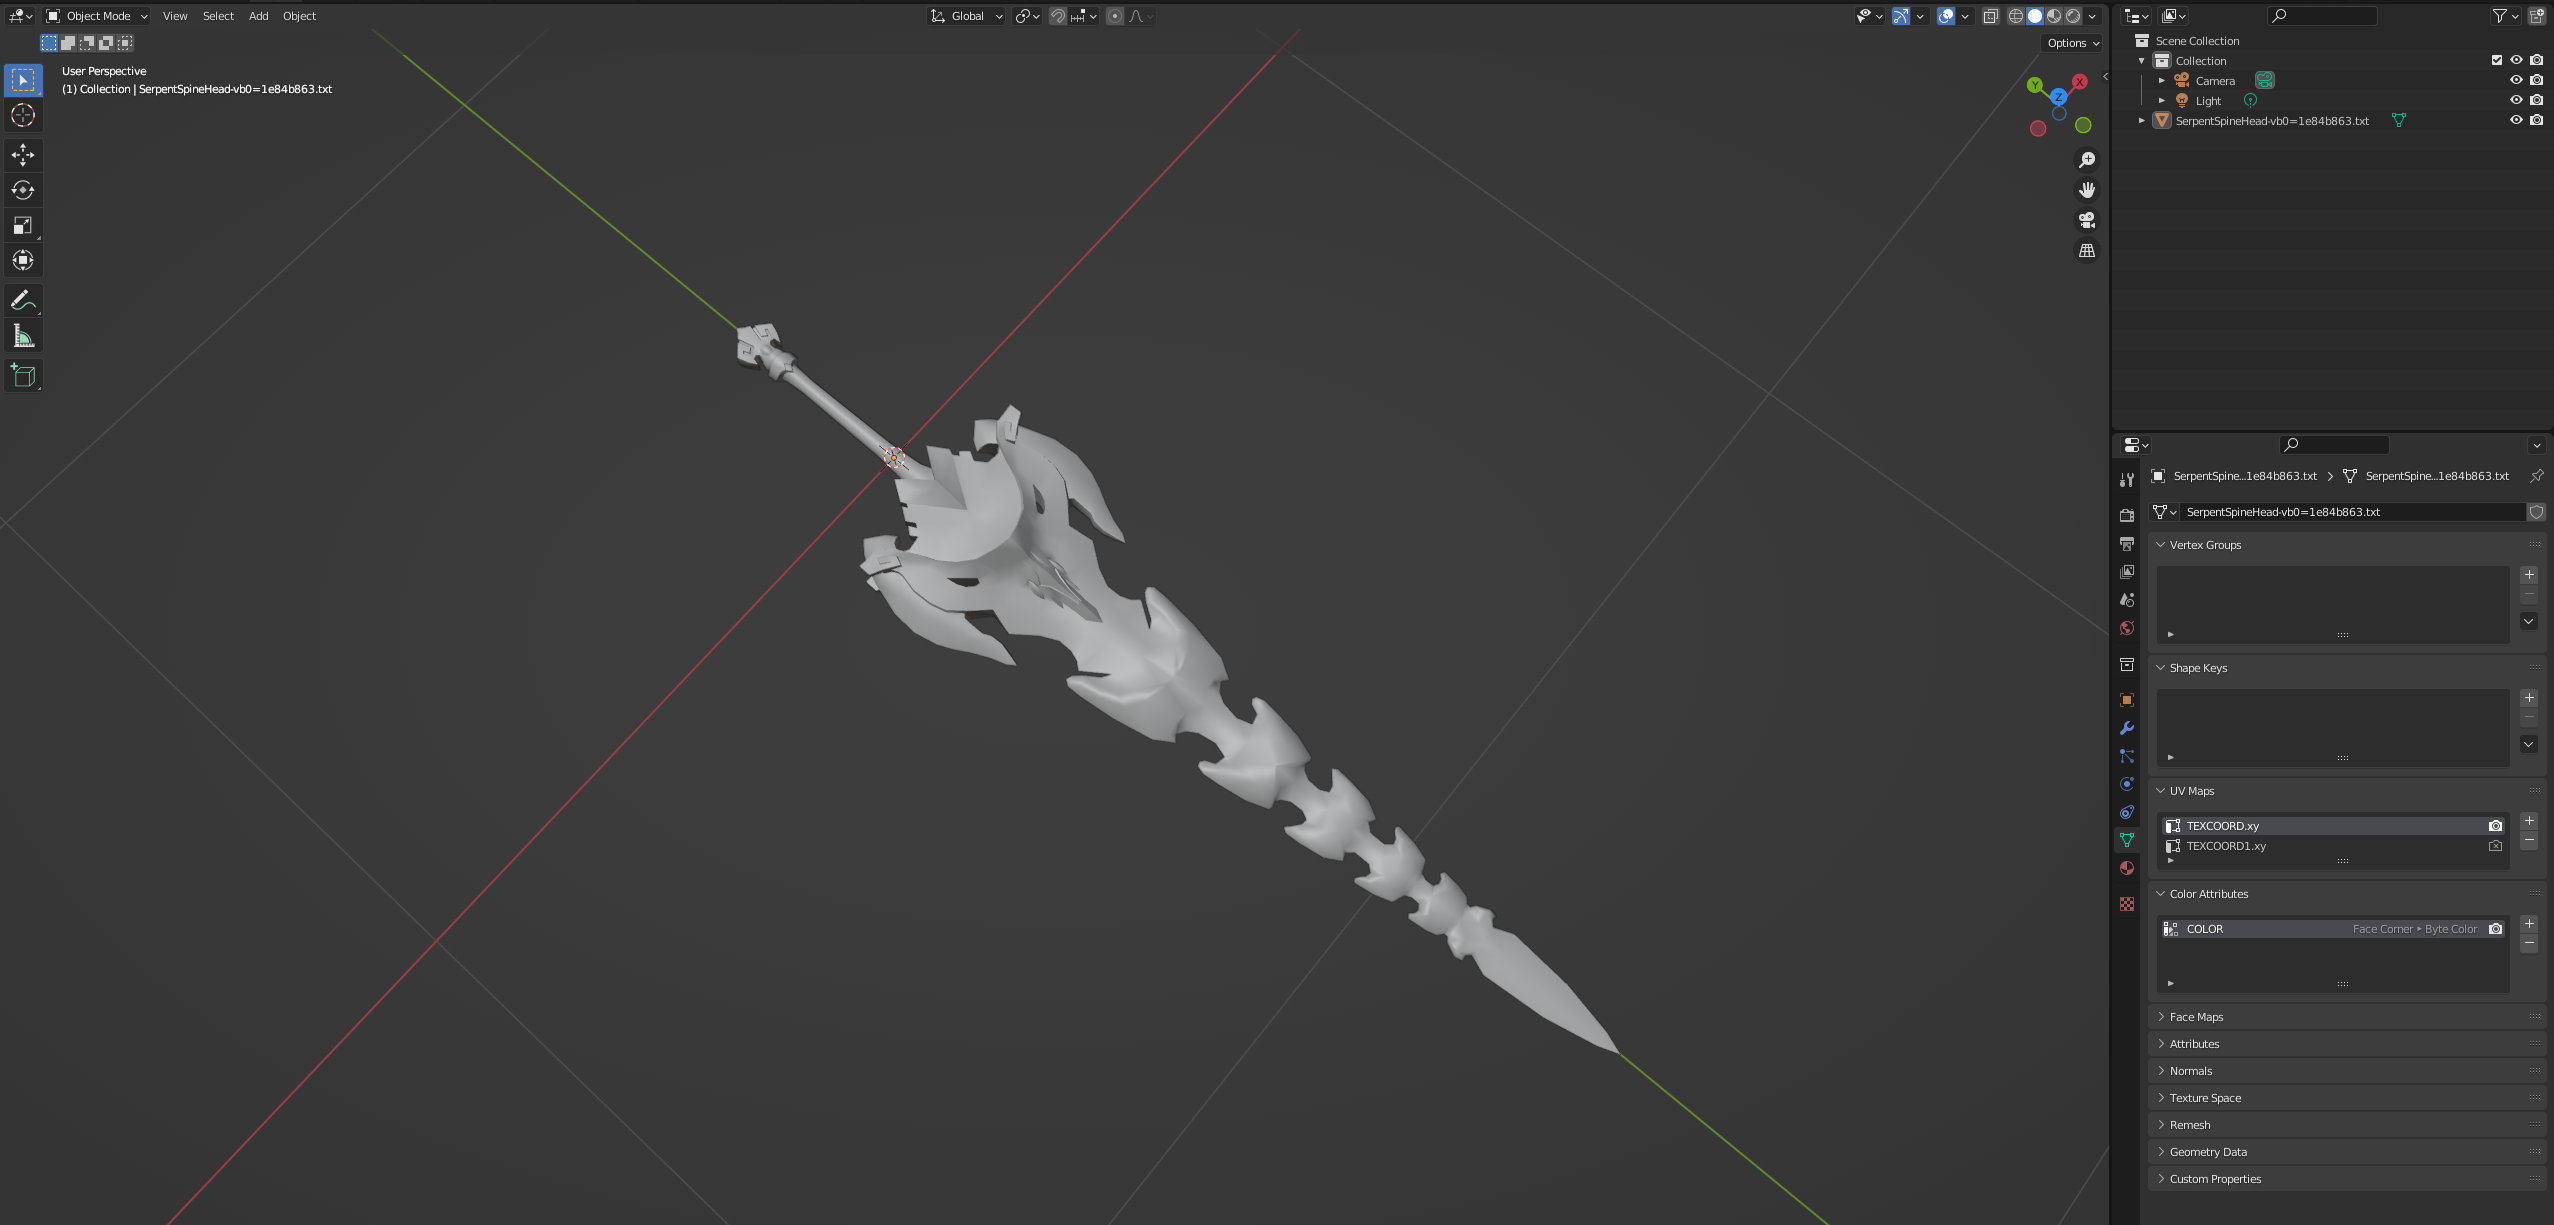 Object Mode View Select Add Object Global
Options
User Perspective
(1) Collection | SerpentSpineHead-vb0=1e84b863.txt
X
Y
Z
Scene Collection
Collection
Camera
Light
SerpentSpineHead-vb0=1e84b863.txt
SerpentSpine...1e84b863.txt SerpentSpine...1e84b863.txt
SerpentSpineHead-vb0=1e84b863.txt
Vertex Groups
Shape Keys
UV Maps
TEXCOORD.xy
TEXCOORD1.xy
Color Attributes
COLOR Face Corner ▸ Byte Color
Face Maps
Attributes
Normals
Texture Space
Remesh
Geometry Data
Custom Properties